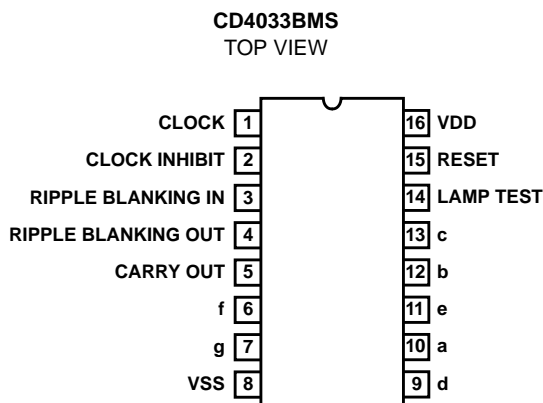 CD4033BMS
TOP VIEW
CLOCK 1 16 VDD
CLOCK INHIBIT 2 15 RESET
RIPPLE BLANKING IN 3 14 LAMP TEST
RIPPLE BLANKING OUT 4 13 c
CARRY OUT 5 12 b
f 6 11 e
g 7 10 a
VSS 8 9 d